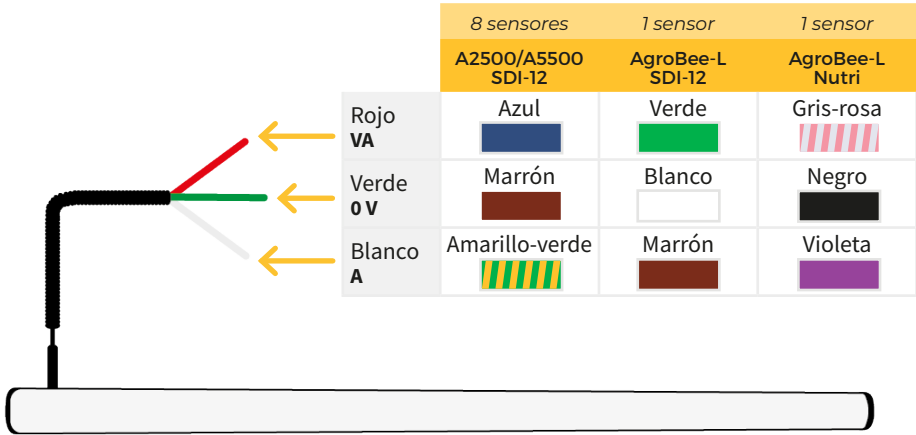 8 sensores 1 sensor 1 sensor
A2500/A5500 AgroBee-L AgroBee-L
SDI-12 SDI-12 Nutri
Rojo Azul Verde Gris-rosa
VA
Verde Marrón Blanco Negro
0 V
Blanco Amarillo-verde Marrón Violeta
A